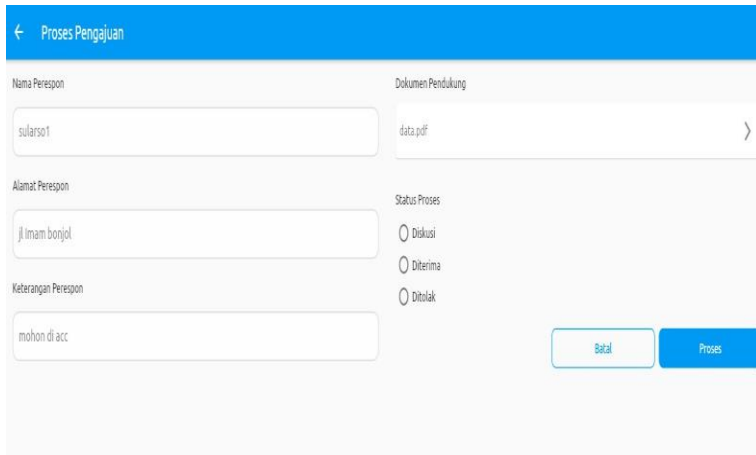 Proses Pengajuan
Nama Perespon
sularso1
Alamat Perespon
jl Imam bonjol
Keterangan Perespon
mohon di acc
Dokumen Pendukung
data.pdf
Status Proses
Diskusi
Diterima
Ditolak
Batal
Proses